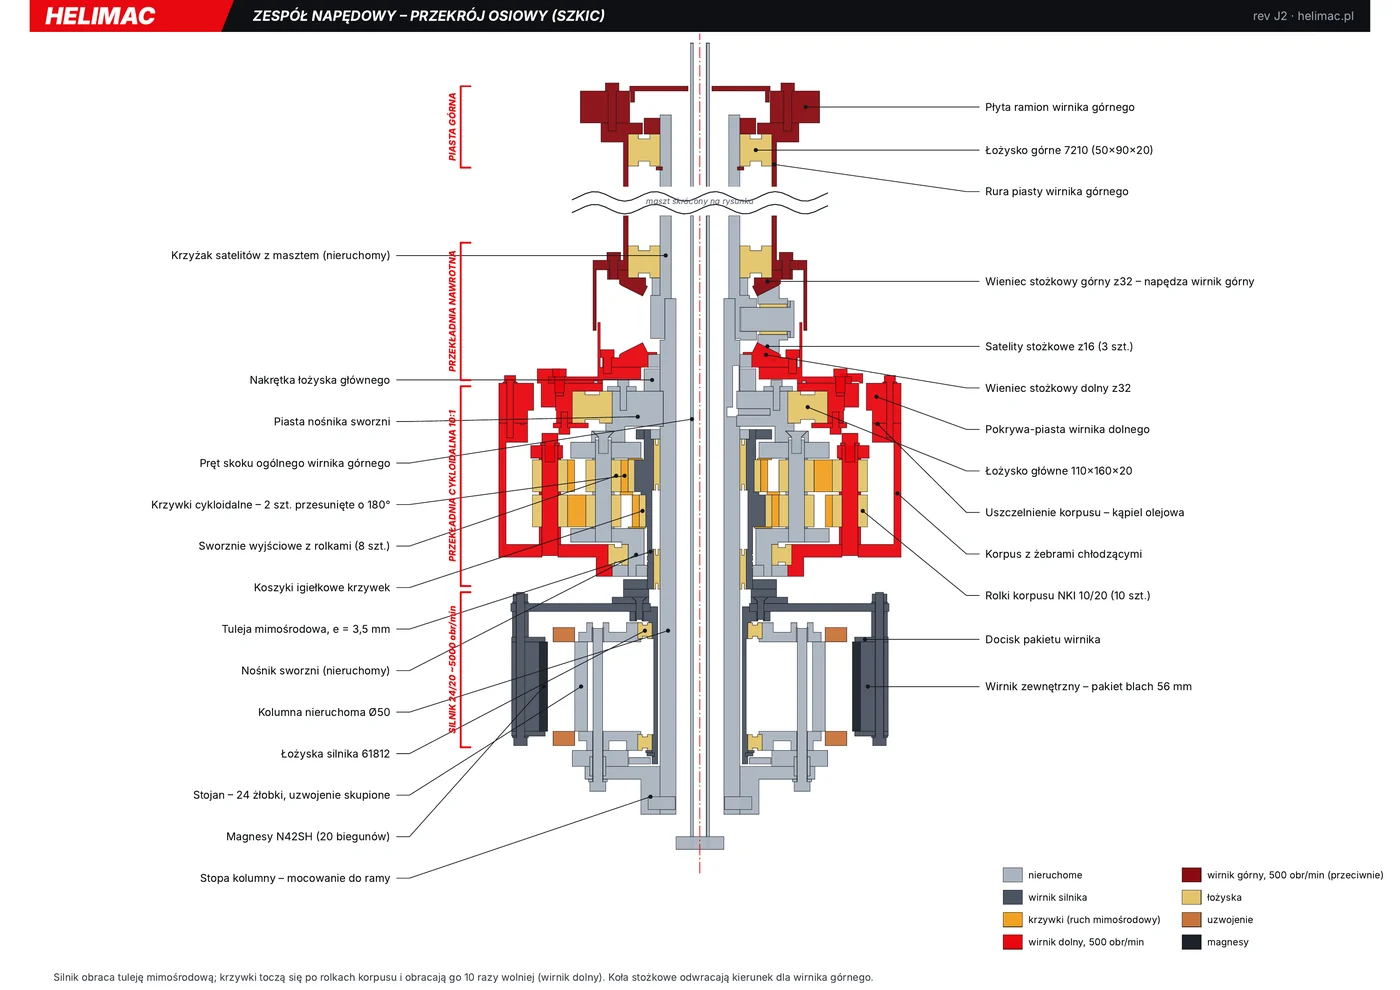 HELIMAC
ZESPÓŁ NAPĘDOWY – PRZEKRÓJ OSIOWY (SZKIC)
rev J2 · helimac.pl
PIASTA GÓRNA
PRZEKŁADNIA NAWROTNA
PRZEKŁADNIA CYKLOIDALNA 10:1
SILNIK 24/20 ~5000 obr/min
maszt skrócony na rysunku
Krzyżak satelitów z masztem (nieruchomy)
Nakrętka łożyska głównego
Piasta nośnika sworzni
Pręt skoku ogólnego wirnika górnego
Krzywki cykloidalne – 2 szt. przesunięte o 180°
Sworznie wyjściowe z rolkami (8 szt.)
Koszyki igiełkowe krzywek
Tuleja mimośrodowa, e = 3,5 mm
Nośnik sworzni (nieruchomy)
Kolumna nieruchoma Ø50
Łożyska silnika 61812
Stojan – 24 żłobki, uzwojenie skupione
Magnesy N42SH (20 biegunów)
Stopa kolumny – mocowanie do ramy
Płyta ramion wirnika górnego
Łożysko górne 7210 (50×90×20)
Rura piasty wirnika górnego
Wieniec stożkowy górny z32 – napędza wirnik górny
Satelity stożkowe z16 (3 szt.)
Wieniec stożkowy dolny z32
Pokrywa-piasta wirnika dolnego
Łożysko główne 110×160×20
Uszczelnienie korpusu – kąpiel olejowa
Korpus z żebrami chłodzącymi
Rolki korpusu NKI 10/20 (10 szt.)
Docisk pakietu wirnika
Wirnik zewnętrzny – pakiet blach 56 mm
nieruchome
wirnik silnika
krzywki (ruch mimośrodowy)
wirnik dolny, 500 obr/min
wirnik górny, 500 obr/min (przeciwnie)
łożyska
uzwojenie
magnesy
Silnik obraca tuleję mimośrodową; krzywki toczą się po rolkach korpusu i obracają go 10 razy wolniej (wirnik dolny). Koła stożkowe odwracają kierunek dla wirnika górnego.